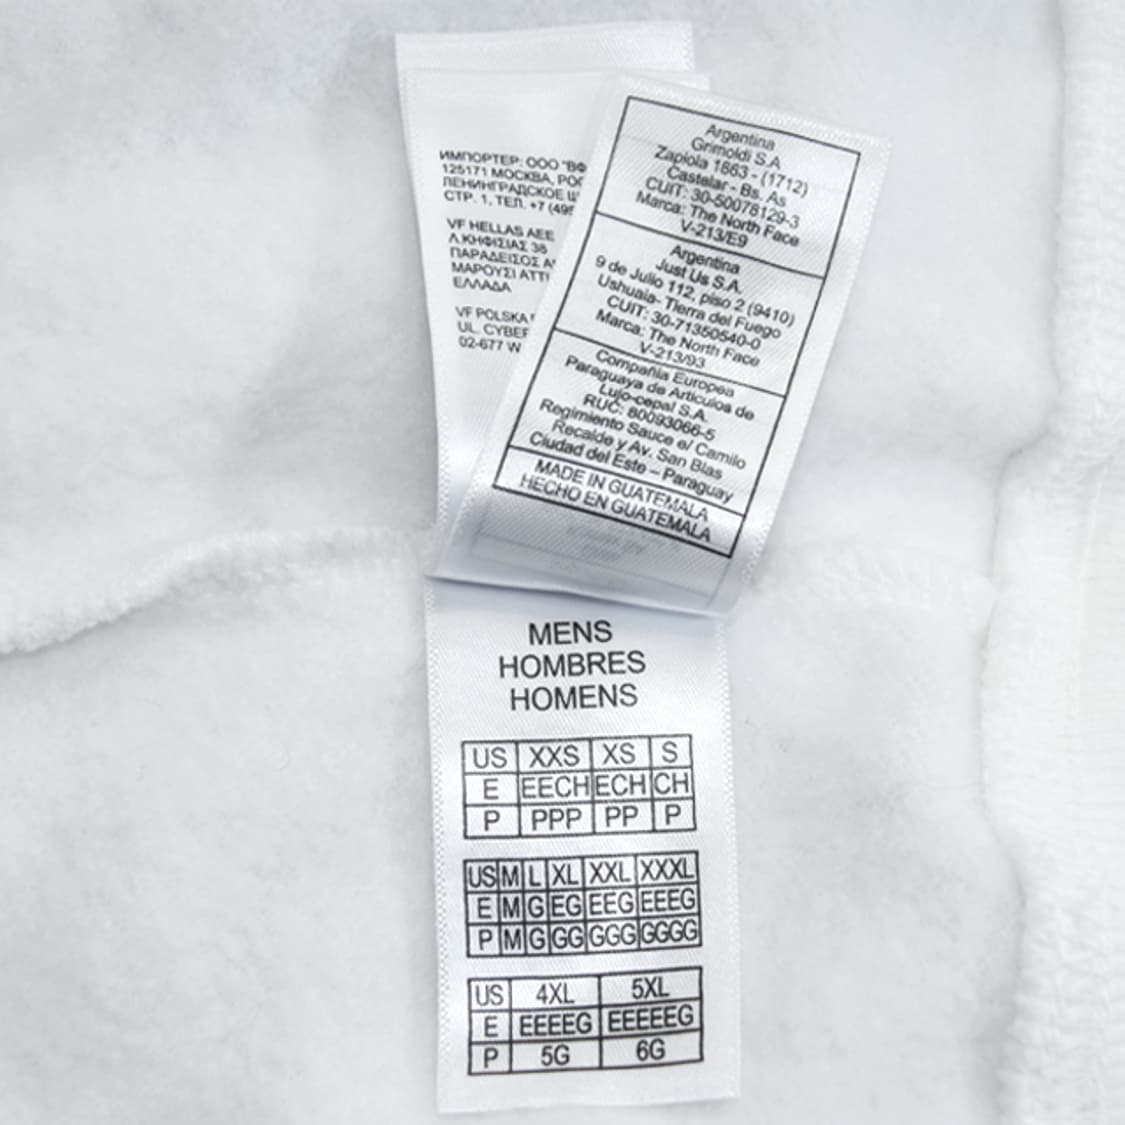 ИМПОРТЕР: ООО "ВФ
125171 МОСКВА, РОС
ЛЕНИНГРАДСКОЕ Ш
СТР. 1, ТЕЛ. +7 (495
VF HELLAS AEE
Λ.ΚΗΦΙΣΙΑΣ 38
ΠΑΡΑΔΕΙΣΟΣ Α
ΜΑΡΟΥΣΙ ΑΤΤΙ
ΕΛΛΑΔΑ
VF POLSKA
UL. CYBER
02-677 W
Argentina
Grimoldi S.A.
Zapiola 1863 - (1712)
Castelar - Bs. As
CUIT: 30-50078129-3
Marca: The North Face
V-213/E9
Argentina
Just Us S.A.
9 de Julio 112, piso 2 (9410)
Ushuaia- Tierra del Fuego
CUIT: 30-71350540-0
Marca: The North Face
V-213/93
Compañia Europea
Paraguaya de Articulos de
Lujo-cepal S.A.
RUC: 80093066-5
Regimiento Sauce e/ Camilo
Recalde y Av. San Blas
Ciudad del Este – Paraguay
MADE IN GUATEMALA
HECHO EN GUATEMALA
MENS
HOMBRES
HOMENS
US XXS XS S
E EECH ECH CH
P PPP PP P
US M L XL XXL XXXL
E M G EG EEG EEEG
P M G GG GGG GGGG
US 4XL 5XL
E EEEEG EEEEEG
P 5G 6G